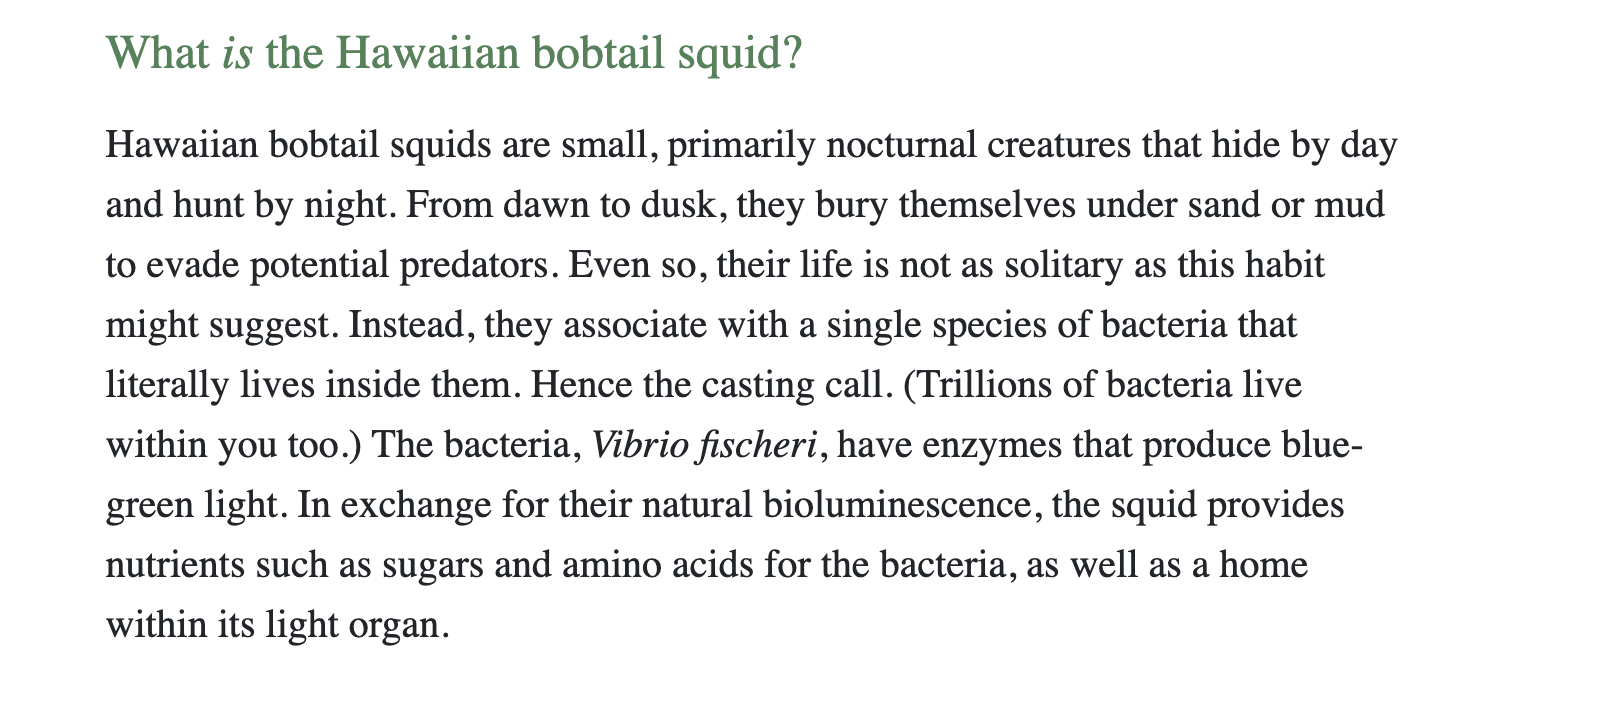 What is the Hawaiian bobtail squid?
Hawaiian bobtail squids are small, primarily nocturnal creatures that hide by day
and hunt by night. From dawn to dusk, they bury themselves under sand or mud
to evade potential predators. Even so, their life is not as solitary as this habit
might suggest. Instead, they associate with a single species of bacteria that
literally lives inside them. Hence the casting call. (Trillions of bacteria live
within you too.) The bacteria, Vibrio fischeri, have enzymes that produce blue-
green light. In exchange for their natural bioluminescence, the squid provides
nutrients such as sugars and amino acids for the bacteria, as well as a home
within its light organ.